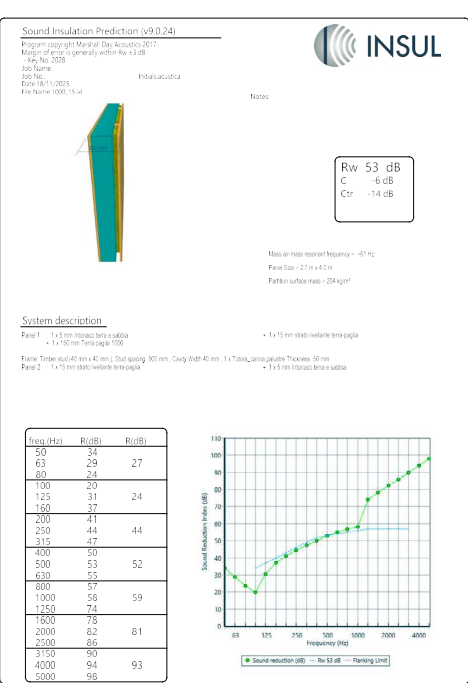 Sound Insulation Prediction (v9.0.24)
Program copyright Marshall Day Acoustics 2017
Margin of error is generally within Rw ±3 dB
- Key No: 2028
Job Name:
Job No.: Initials:acustica
Date:18/11/2025
File Name:1000_15.ixl
INSUL
Notes:
Rw 53 dB
C -6 dB
Ctr -14 dB
Mass-air-mass resonant frequency = =61 Hz
Panel Size = 2.7 m x 4.0 m
Partition surface mass = 204 kg/m²
System description
Panel 1 : 1 x 5 mm Intonaco terra e sabbia + 1 x 15 mm strato livellante terra-paglia
+ 1 x 150 mm Terra paglia 1000
Frame: Timber stud (40 mm x 40 mm ), Stud spacing 900 mm ; Cavity Width 40 mm , 1 x Totora_canna palustre Thickness 50 mm
Panel 2 : 1 x 15 mm strato livellante terra-paglia + 1 x 5 mm Intonaco terra e sabbia
freq.(Hz) R(dB) R(dB)
50 34
63 29 27
80 24
100 20
125 31 24
160 37
200 41
250 44 44
315 47
400 50
500 53 52
630 55
800 57
1000 58 59
1250 74
1600 78
2000 82 81
2500 86
3150 90
4000 94 93
5000 98
Sound Reduction Index (dB)
110
100
90
80
70
60
50
40
30
20
10
0
63 125 250 500 1000 2000 4000
Frequency (Hz)
Sound reduction (dB) Rw 53 dB Flanking Limit